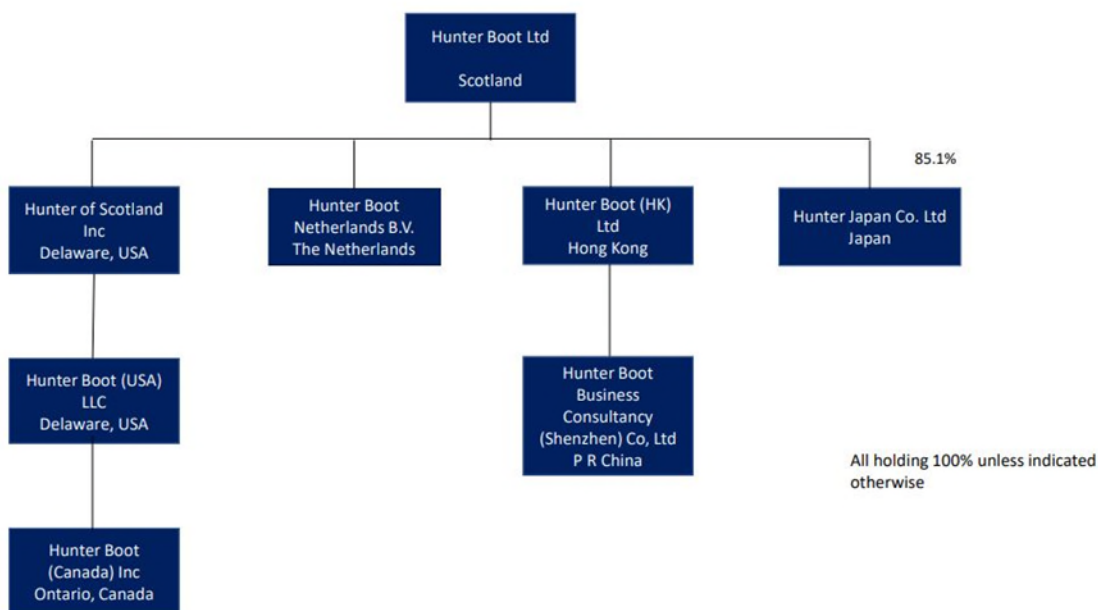 Hunter Boot Ltd
Scotland
85.1%
Hunter of Scotland
Inc
Delaware, USA
Hunter Boot
Netherlands B.V.
The Netherlands
Hunter Boot (HK)
Ltd
Hong Kong
Hunter Japan Co. Ltd
Japan
Hunter Boot (USA)
LLC
Delaware, USA
Hunter Boot
Business
Consultancy
(Shenzhen) Co, Ltd
P R China
All holding 100% unless indicated
otherwise
Hunter Boot
(Canada) Inc
Ontario, Canada